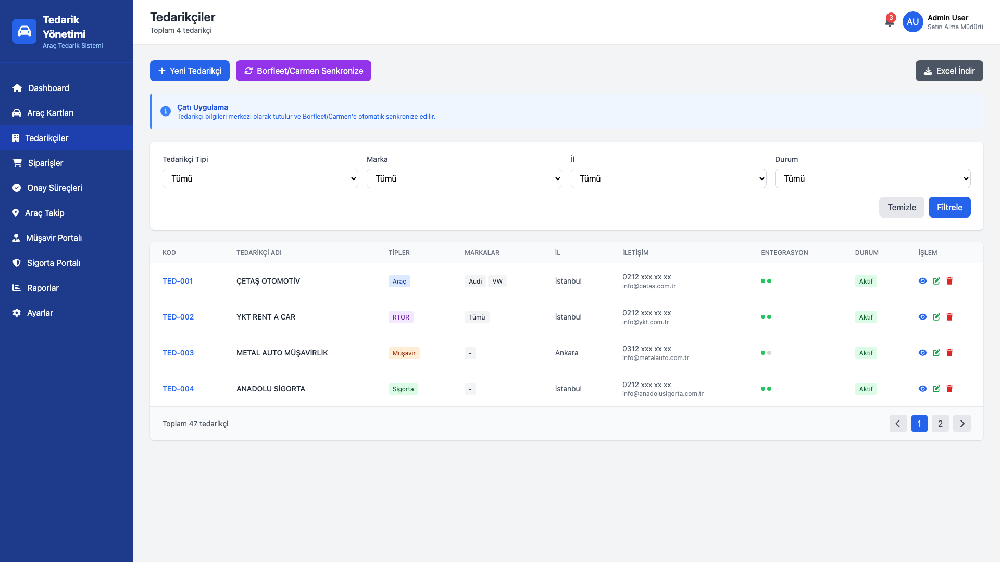 Tedarik
Yönetimi
Araç Tedarik Sistemi
Dashboard
Araç Kartları
Tedarikçiler
Siparişler
Onay Süreçleri
Araç Takip
Müşavir Portalı
Sigorta Portalı
Raporlar
Ayarlar
Tedarikçiler
Toplam 4 tedarikçi
3
AU
Admin User
Satın Alma Müdürü
Yeni Tedarikçi
Borfleet/Carmen Senkronize
Excel İndir
Çatı Uygulama
Tedarikçi bilgileri merkezi olarak tutulur ve Borfleet/Carmen'e otomatik senkronize edilir.
Tedarikçi Tipi Marka İl Durum
Tümü Tümü Tümü Tümü
Temizle Filtrele
KOD TEDARİKÇİ ADI TİPLER MARKALAR İL İLETİŞİM ENTEGRASYON DURUM İŞLEM
TED-001 ÇETAŞ OTOMOTİV Araç Audi VW İstanbul 0212 xxx xx xx Aktif
info@cetas.com.tr
TED-002 YKT RENT A CAR RTOR Tümü İstanbul 0212 xxx xx xx Aktif
info@ykt.com.tr
TED-003 METAL AUTO MÜŞAVİRLİK Müşavir - Ankara 0312 xxx xx xx Aktif
info@metalauto.com.tr
TED-004 ANADOLU SİGORTA Sigorta - İstanbul 0212 xxx xx xx Aktif
info@anadolusigorta.com.tr
Toplam 47 tedarikçi
1 2